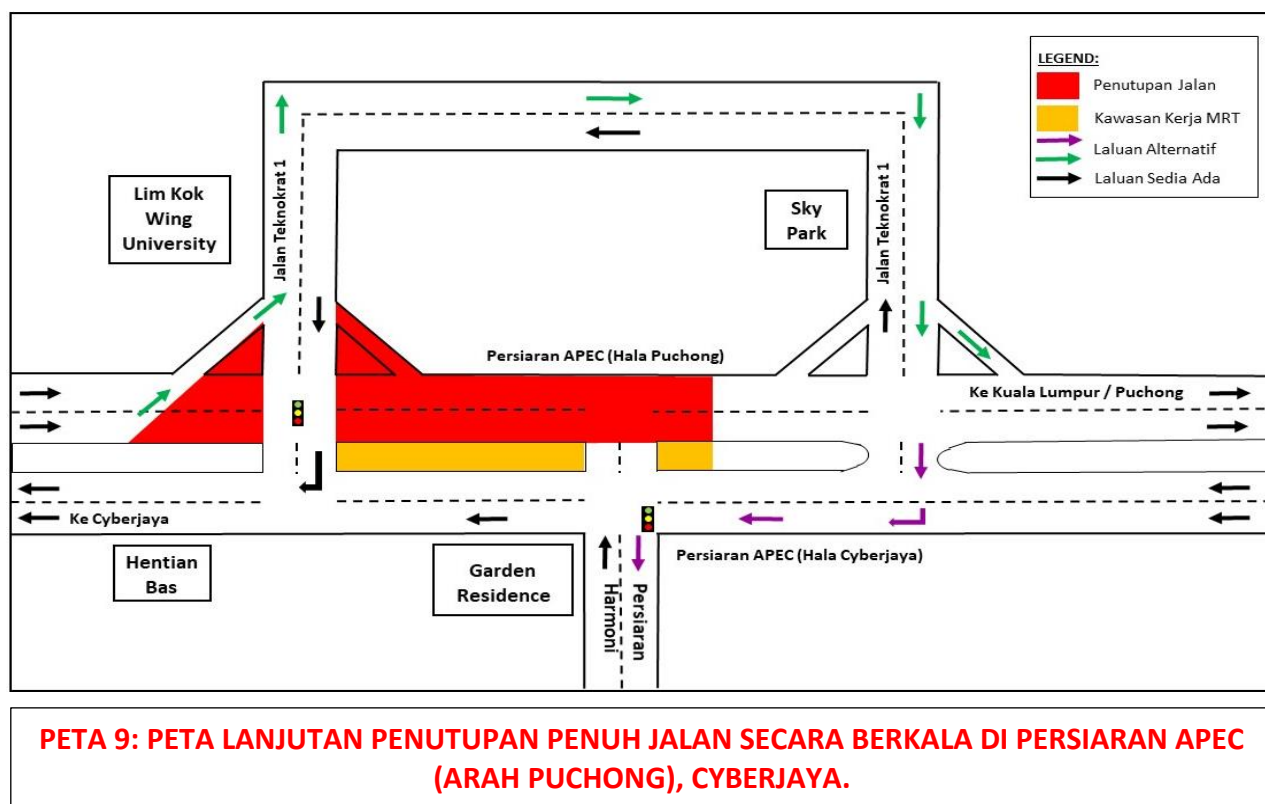 LEGEND:
Penutupan Jalan
Kawasan Kerja MRT
Laluan Alternatif
Laluan Sedia Ada
Lim Kok
Wing
University
Jalan Teknokrat 1
Sky
Park
Jalan Teknokrat 1
Persiaran APEC (Hala Puchong)
Ke Kuala Lumpur / Puchong
Ke Cyberjaya
Persiaran APEC (Hala Cyberjaya)
Hentian
Bas
Garden
Residence
Harmoni
Persiaran
PETA 9: PETA LANJUTAN PENUTUPAN PENUH JALAN SECARA BERKALA DI PERSIARAN APEC
(ARAH PUCHONG), CYBERJAYA.